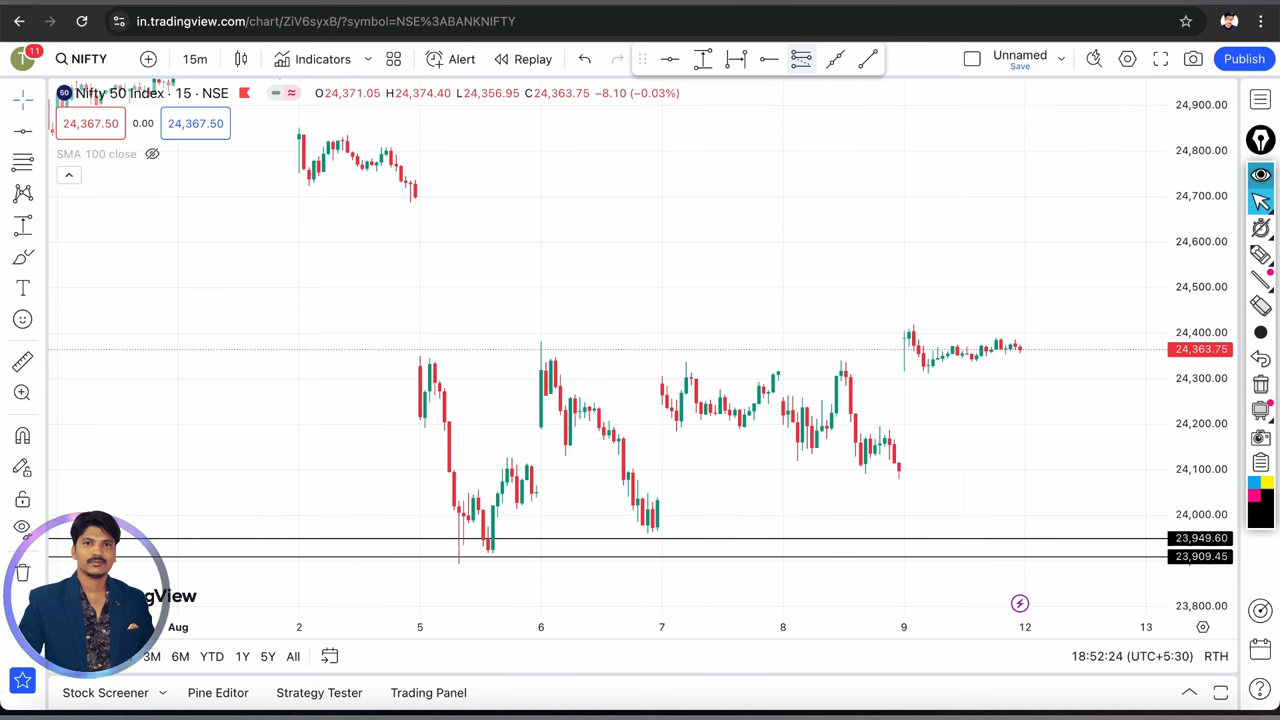 in.tradingview.com/chart/ZiV6syxB/?symbol=NSE%3ABANKNIFTY
T 11 NIFTY 15m Indicators Alert Replay Unnamed Save Publish
50 Nifty 50 Index · 15 · NSE O24,371.05 H24,374.40 L24,356.95 C24,363.75 −8.10 (−0.03%)
24,367.50 0.00 24,367.50
SMA 100 close
24,900.00
24,800.00
24,700.00
24,600.00
24,500.00
24,400.00
24,363.75
24,300.00
24,200.00
24,100.00
24,000.00
23,949.60
23,909.45
23,800.00
gView
Aug 2 5 6 7 8 9 12 13
3M 6M YTD 1Y 5Y All 18:52:24 (UTC+5:30) RTH
Stock Screener Pine Editor Strategy Tester Trading Panel